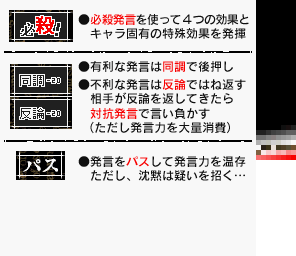 必殺!
●必殺発言を使って４つの効果と
キャラ固有の特殊効果を発揮
同調-20
●有利な発言は同調で後押し
反論-20
●不利な発言は反論ではね返す
相手が反論を返してきたら
対抗発言で言い負かす
（ただし発言力を大量消費）
パス
●発言をパスして発言力を温存
ただし、沈黙は疑いを招く…